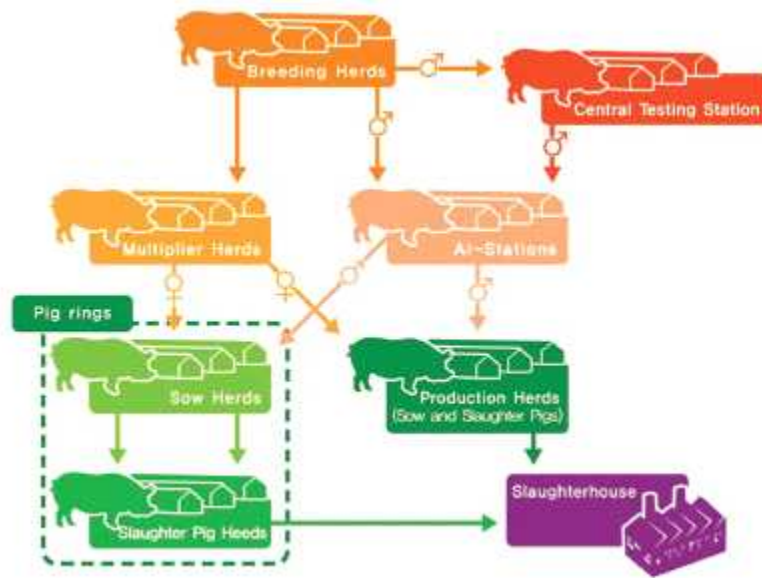 Breeding Herds
Central Testing Station
Multiplier Herds
AI-Stations
Pig rings
Sow Herds
Production Herds
(Sow and Slaughter Pigs)
Slaughter Pig Heeds
Slaughterhouse